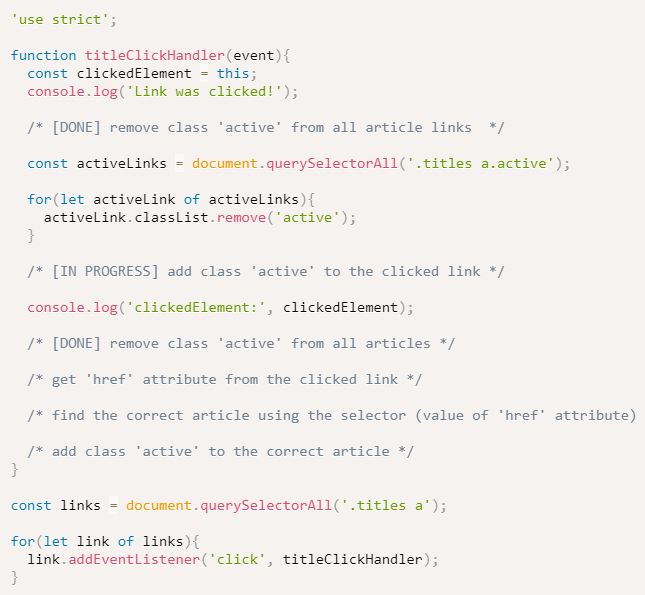 'use strict';
function titleClickHandler(event){
const clickedElement = this;
console.log('Link was clicked!');
/* [DONE] remove class 'active' from all article links  */
const activeLinks = document.querySelectorAll('.titles a.active');
for(let activeLink of activeLinks){
activeLink.classList.remove('active');
}
/* [IN PROGRESS] add class 'active' to the clicked link */
console.log('clickedElement:', clickedElement);
/* [DONE] remove class 'active' from all articles */
/* get 'href' attribute from the clicked link */
/* find the correct article using the selector (value of 'href' attribute)
/* add class 'active' to the correct article */
}
const links = document.querySelectorAll('.titles a');
for(let link of links){
link.addEventListener('click', titleClickHandler);
}